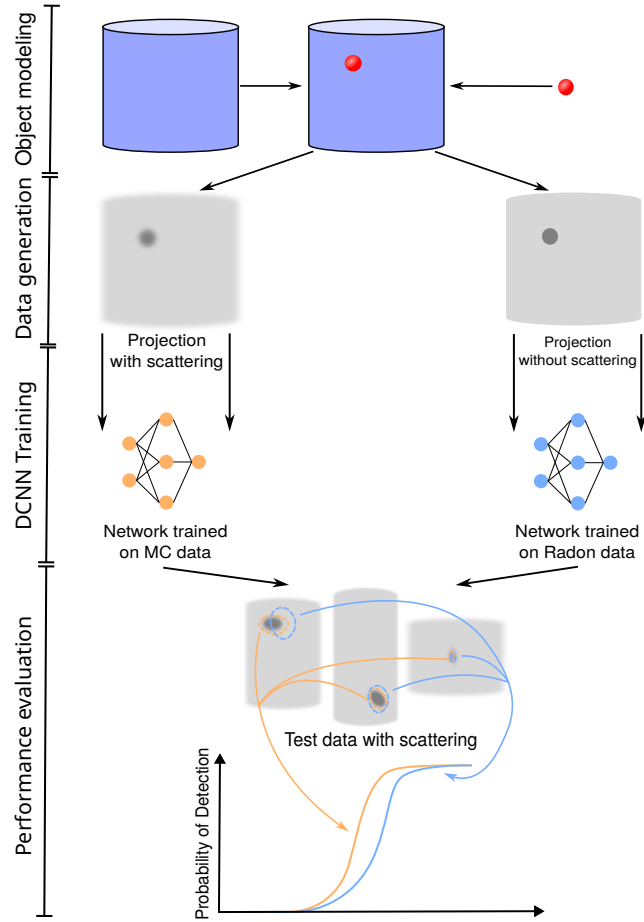 Object modeling
Data generation
Projection
with scattering
Projection
without scattering
DCNN Training
Network trained
on MC data
Network trained
on Radon data
Performance evaluation
Test data with scattering
Probability of Detection